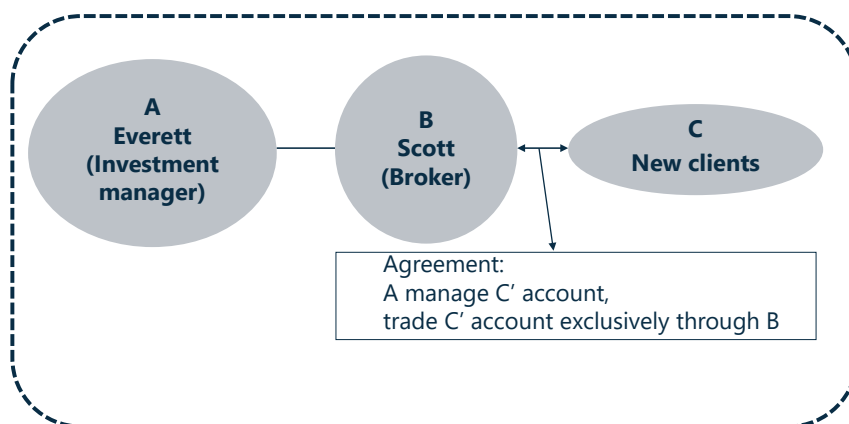 A
Everett
(Investment
manager)
B
Scott
(Broker)
C
New clients
Agreement:
A manage C’ account,
trade C’ account exclusively through B